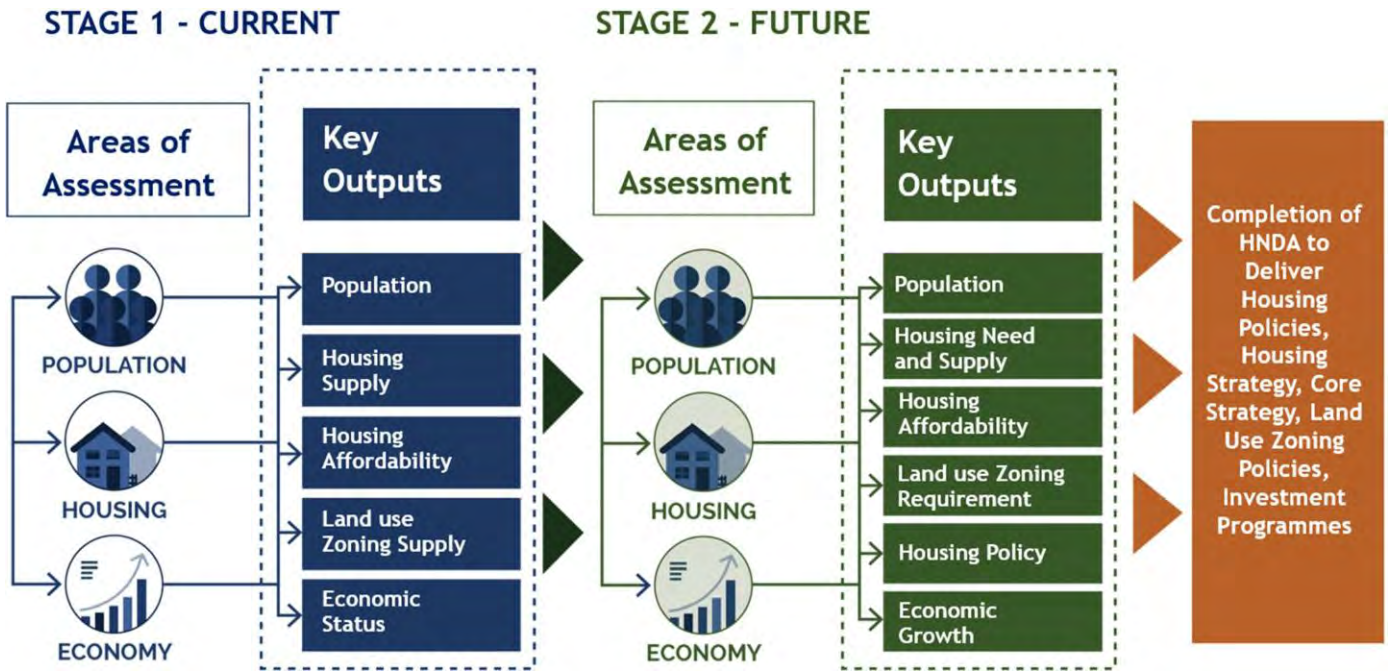 STAGE 1 - CURRENT
Areas of
Assessment
Key
Outputs
POPULATION
HOUSING
ECONOMY
Population
Housing
Supply
Housing
Affordability
Land use
Zoning Supply
Economic
Status
STAGE 2 - FUTURE
Areas of
Assessment
Key
Outputs
POPULATION
HOUSING
ECONOMY
Population
Housing Need
and Supply
Housing
Affordability
Land use Zoning
Requirement
Housing Policy
Economic
Growth
Completion of
HNDA to
Deliver
Housing
Policies,
Housing
Strategy, Core
Strategy, Land
Use Zoning
Policies,
Investment
Programmes